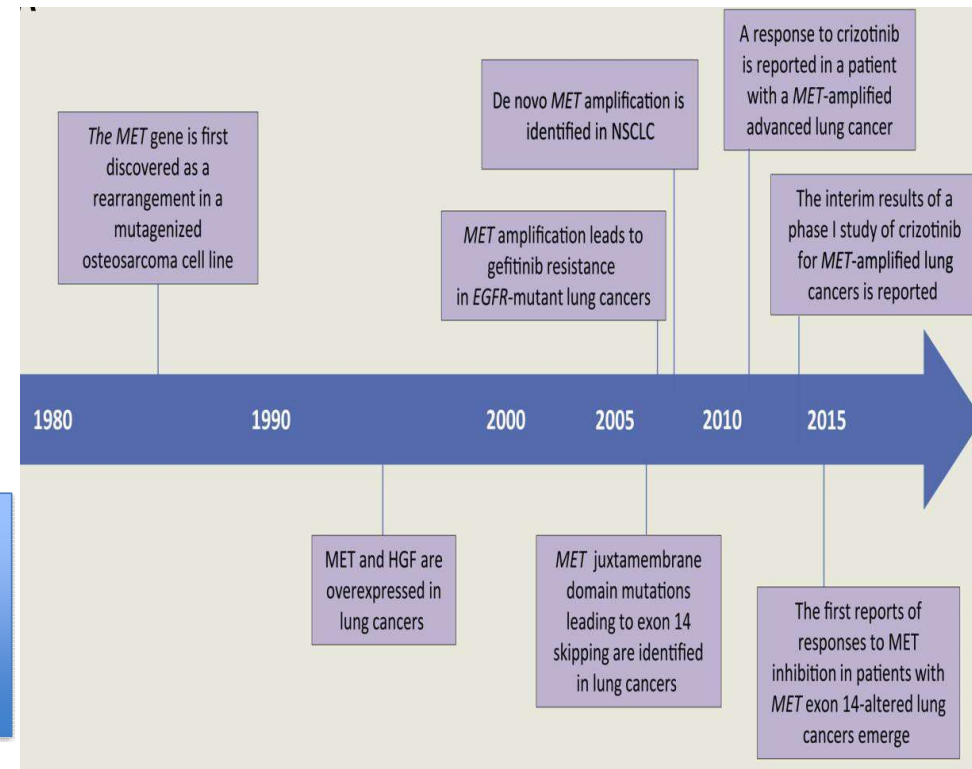 The MET gene is first
discovered as a
rearrangement in a
mutagenized
osteosarcoma cell line
De novo MET amplification is
identified in NSCLC
MET amplification leads to
gefitinib resistance
in EGFR-mutant lung cancers
A response to crizotinib
is reported in a patient
with a MET-amplified
advanced lung cancer
The interim results of a
phase I study of crizotinib
for MET-amplified lung
cancers is reported
1980 1990 2000 2005 2010 2015
MET and HGF are
overexpressed in
lung cancers
MET juxtamembrane
domain mutations
leading to exon 14
skipping are identified
in lung cancers
The first reports of
responses to MET
inhibition in patients with
MET exon 14-altered lung
cancers emerge